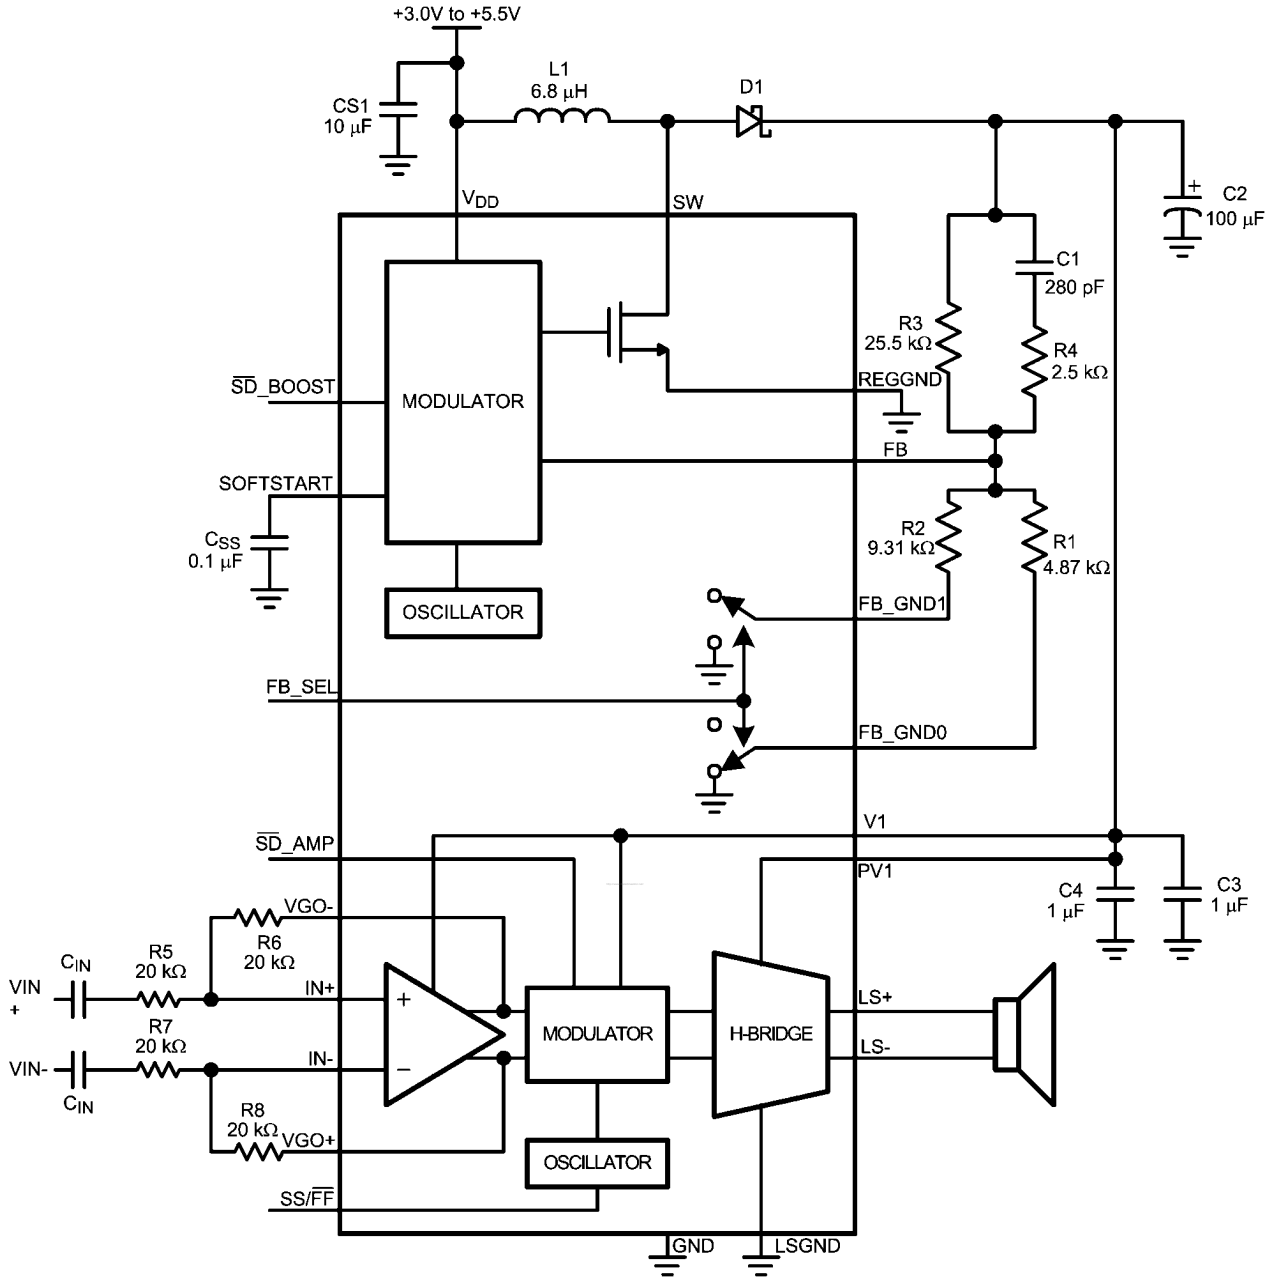 +3.0V to +5.5V
L1
6.8 μH
D1
CS1
10 μF
VDD
SW
C2
+
100 μF
C1
280 pF
R3
25.5 kΩ
R4
2.5 kΩ
SD_BOOST
MODULATOR
REGGND
FB
SOFTSTART
CSS
0.1 μF
R2
9.31 kΩ
R1
4.87 kΩ
OSCILLATOR
FB_GND1
FB_SEL
FB_GND0
V1
SD_AMP
PV1
C4
1 μF
C3
1 μF
VGO-
R6
20 kΩ
R5
20 kΩ
CIN
VIN
+
IN+
+
LS+
R7
20 kΩ
MODULATOR
H-BRIDGE
VIN-
IN-
−
LS-
CIN
R8
20 kΩ
VGO+
OSCILLATOR
SS/FF
GND
LSGND